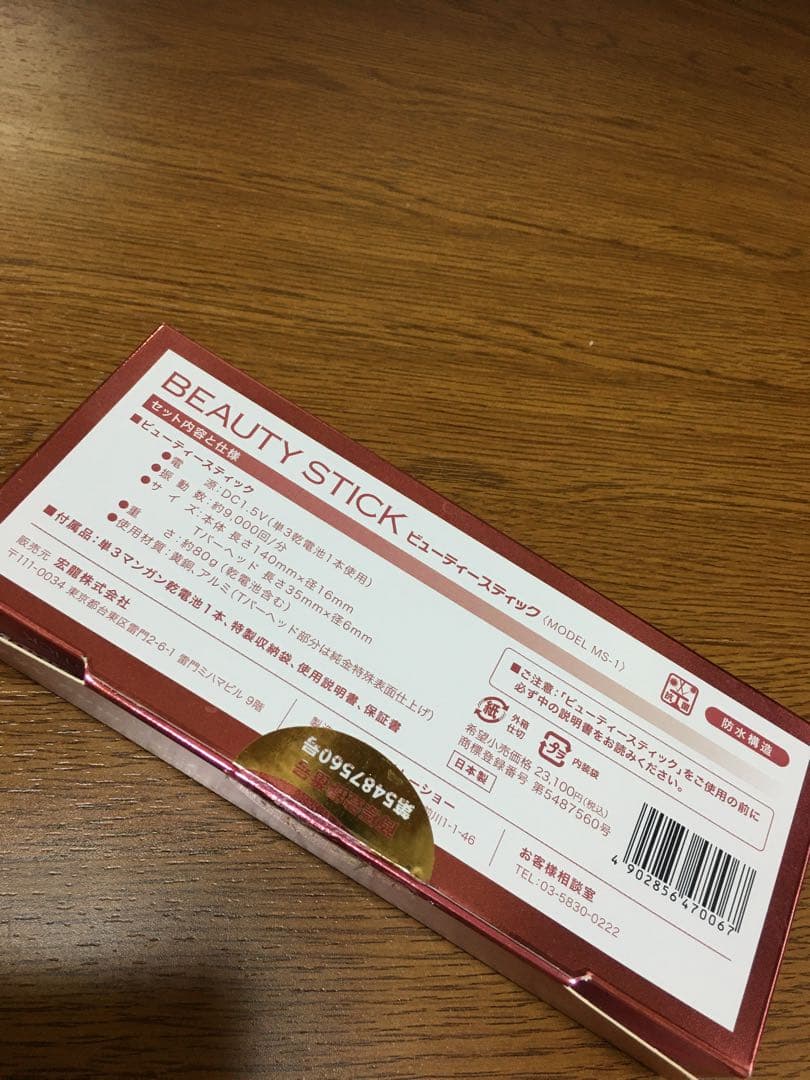 BEAUTY STICK ビューティースティック〈MODEL MS-1〉
セット内容と仕様
■ビューティースティック
●電　源:DC1.5V(単3乾電池1本使用)
●振動数:約9,000回/分
●サイズ:本体 長さ140mm×径16mm
Tバーヘッド 長さ35mm×径6mm
●重　さ:約80g(乾電池含む)
●使用材質:黄銅、アルミ(Tバーヘッド部分は純金特殊表面仕上げ)
■付属品:単3マンガン乾電池1本、特製収納袋、使用説明書、保証書
販売元 宏龍株式会社
〒111-0034 東京都台東区雷門2-6-1 雷門ミハマビル 9階
抗菌
防水構造
■ご注意:「ビューティースティック」をご使用の前に
必ず中の説明書をお読みください。
紙 外箱 仕切
プラ 内装袋
希望小売価格 23,100円(税込)
商標登録番号 第5487560号
日本製
1-1-46
第5487560号
お客様相談室
TEL:03-5830-0222
4 902856 470067